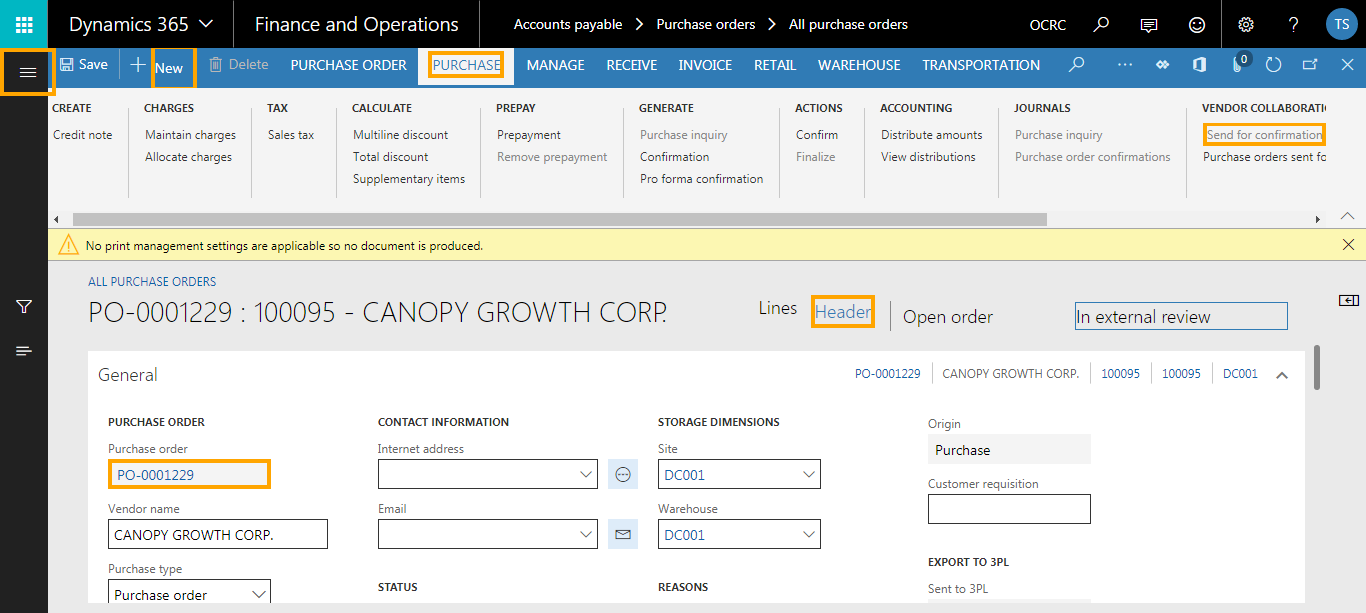 Dynamics 365 Finance and Operations Accounts payable Purchase orders All purchase orders OCRC ? TS
Save New Delete PURCHASE ORDER PURCHASE MANAGE RECEIVE INVOICE RETAIL WAREHOUSE TRANSPORTATION 0
CREATE CHARGES TAX CALCULATE PREPAY GENERATE ACTIONS ACCOUNTING JOURNALS VENDOR COLLABORATI
Credit note Maintain charges Sales tax Multiline discount Prepayment Purchase inquiry Confirm Distribute amounts Purchase inquiry Send for confirmation
Allocate charges Total discount Remove prepayment Confirmation Finalize View distributions Purchase order confirmations Purchase orders sent fo
Supplementary items Pro forma confirmation
No print management settings are applicable so no document is produced.
ALL PURCHASE ORDERS
PO-0001229 : 100095 - CANOPY GROWTH CORP. Lines Header Open order In external review
General PO-0001229 CANOPY GROWTH CORP. 100095 100095 DC001
PURCHASE ORDER CONTACT INFORMATION STORAGE DIMENSIONS Origin
Purchase order Internet address Site Purchase
PO-0001229 DC001 Customer requisition
Vendor name Email Warehouse
CANOPY GROWTH CORP. DC001
Purchase type STATUS REASONS EXPORT TO 3PL
Purchase order Sent to 3PL